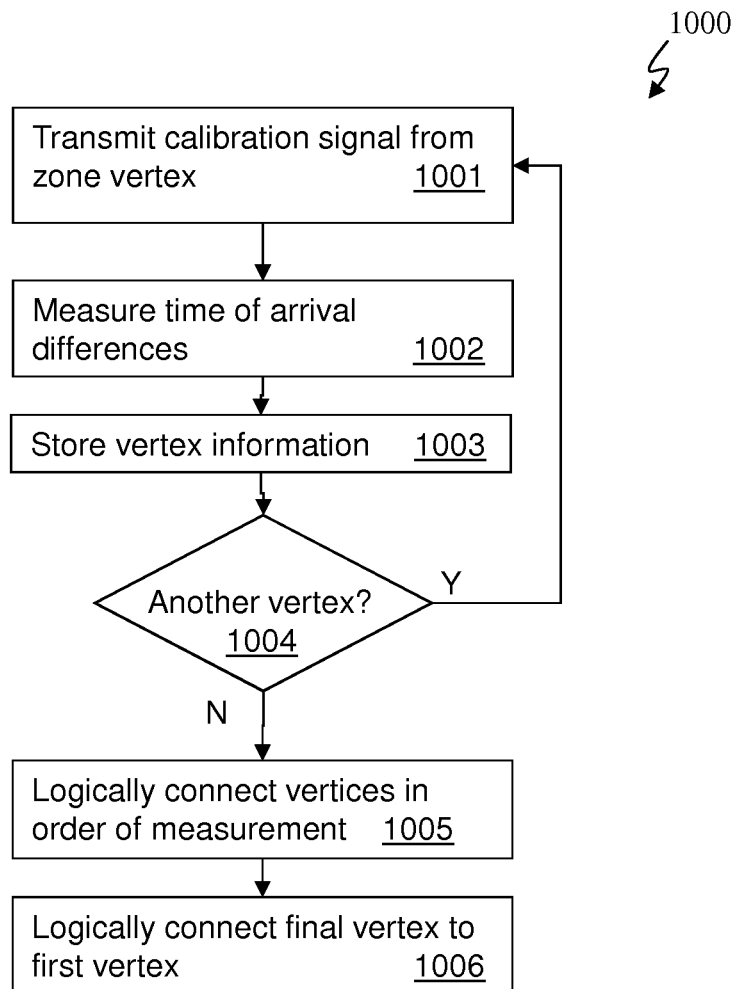 1000
Transmit calibration signal from
zone vertex 1001
Measure time of arrival
differences 1002
Store vertex information 1003
Y
Another vertex?
1004
N
Logically connect vertices in
order of measurement 1005
Logically connect final vertex to
first vertex 1006